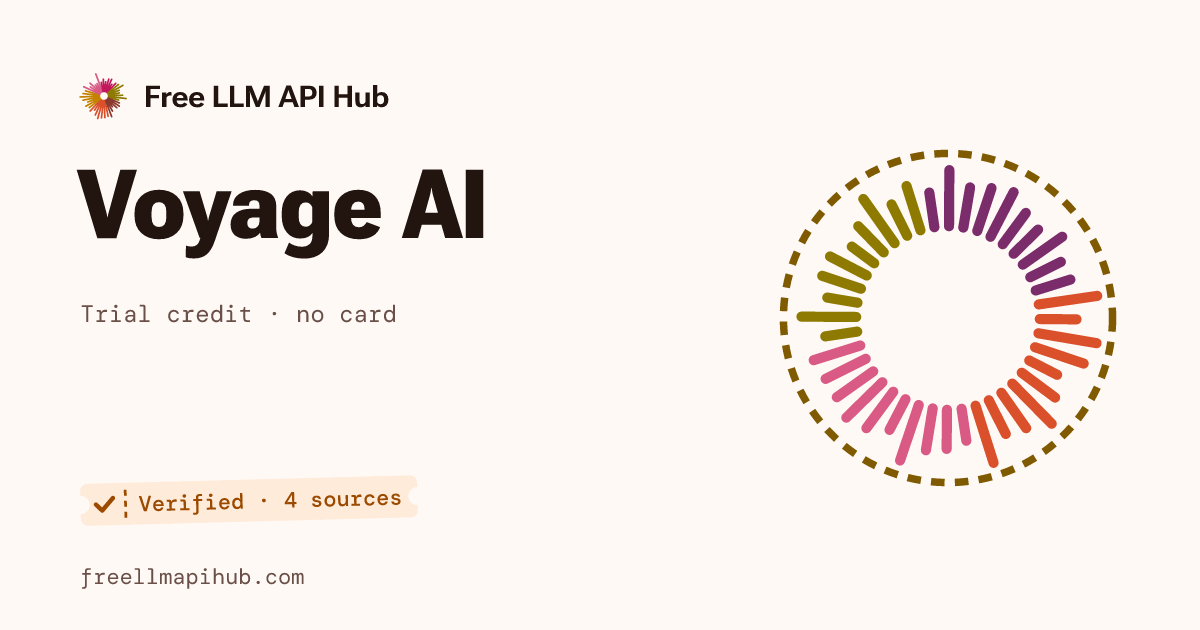 Free LLM API Hub
Voyage AI
Trial credit · no card
Verified · 4 sources
freellmapihub.com